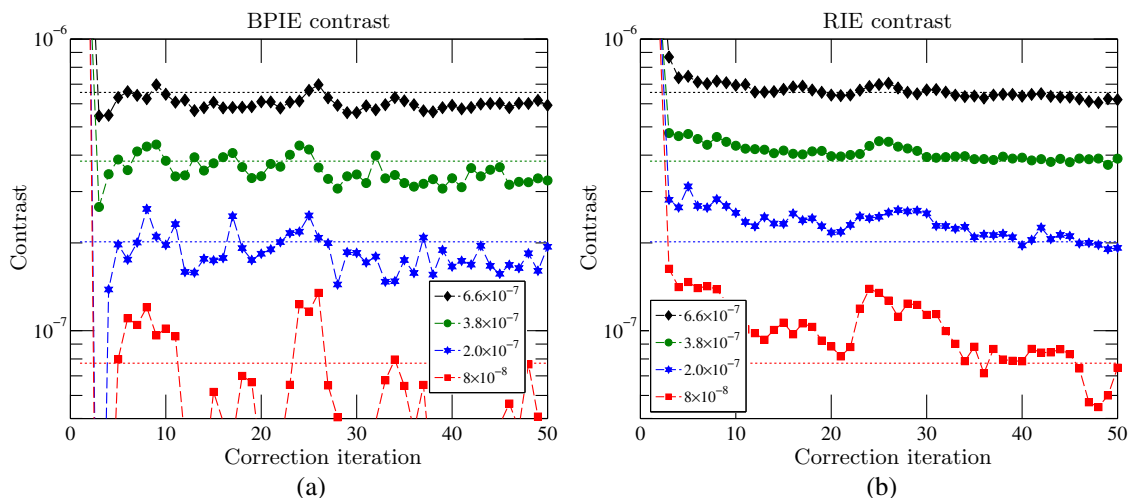 BPIE contrast
10⁻⁶
10⁻⁷
Contrast
6.6×10⁻⁷
3.8×10⁻⁷
2.0×10⁻⁷
8×10⁻⁸
0 10 20 30 40 50
Correction iteration
(a)
RIE contrast
10⁻⁶
10⁻⁷
Contrast
6.6×10⁻⁷
3.8×10⁻⁷
2.0×10⁻⁷
8×10⁻⁸
0 10 20 30 40 50
Correction iteration
(b)